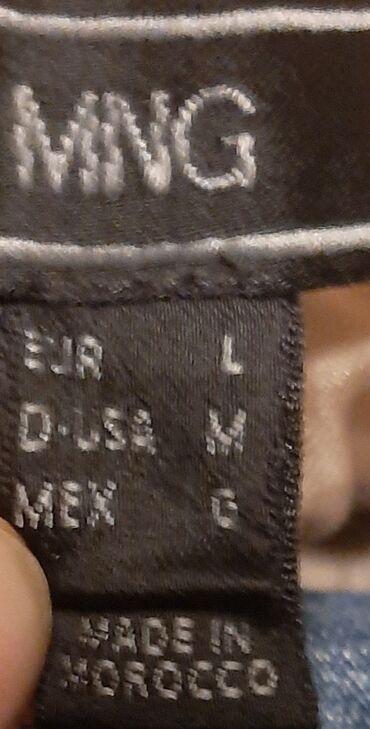 MNG
EUR L
D-USA M
MEX G
MADE IN
MOROCCO